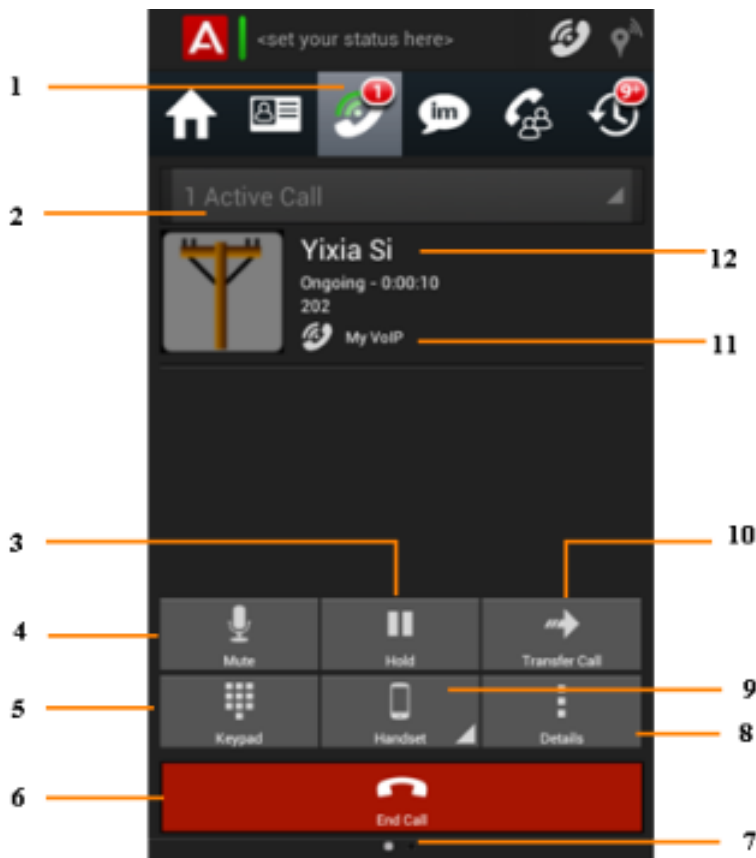 A <set your status here>
1
1 im 9+
2
1 Active Call
Yixia Si
12
Ongoing - 0:00:10
202
My VoIP
11
3
10
4
Mute Hold Transfer Call
9
5
Keypad Handset Details
8
6
End Call
7